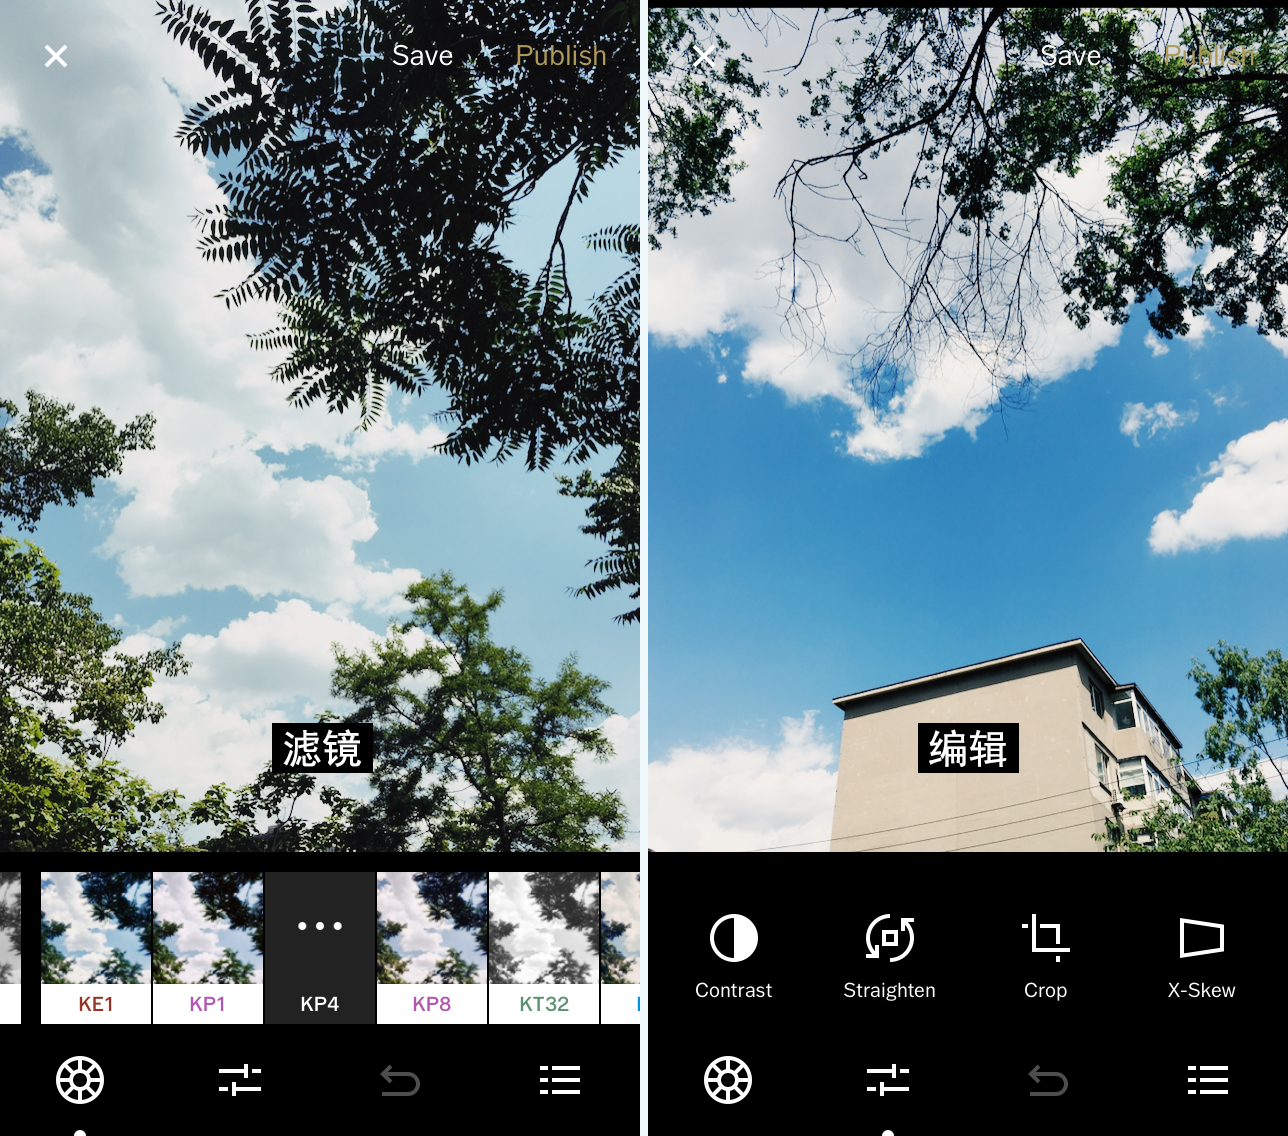 Save Publish
滤镜
KE1 KP1 KP4 KP8 KT32
Save Publish
编辑
Contrast Straighten Crop X-Skew